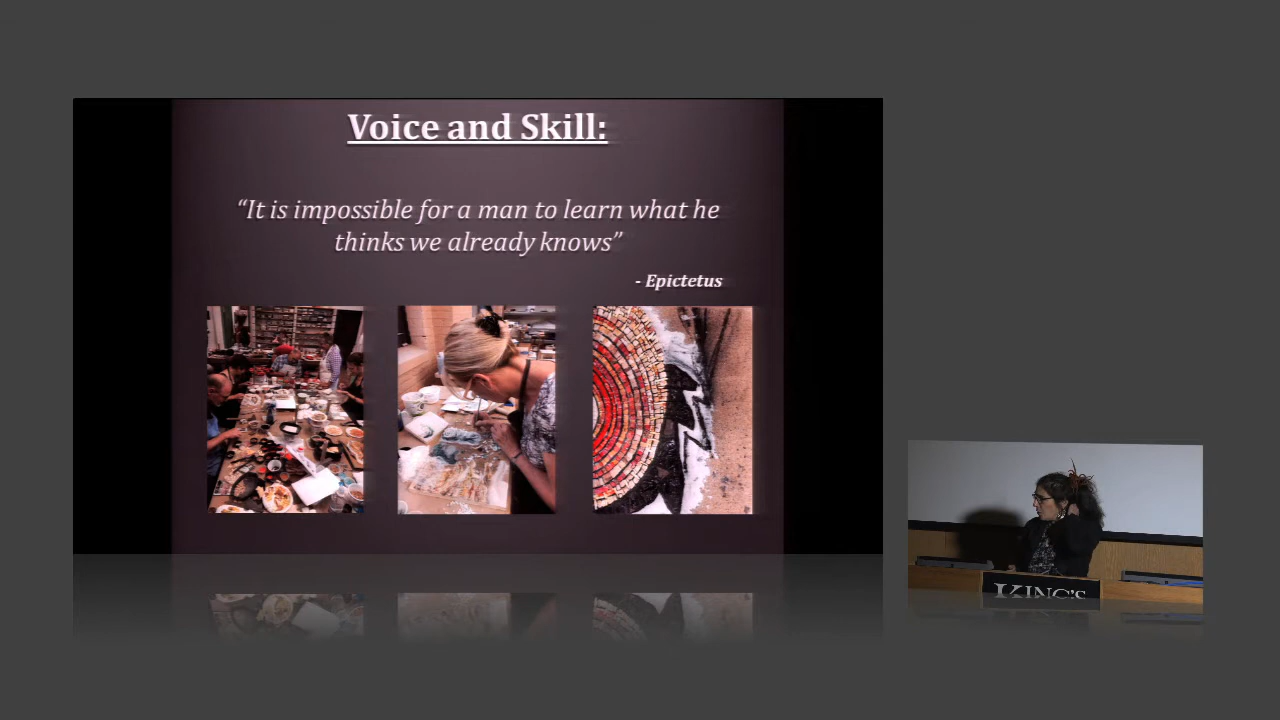 Voice and Skill:
“It is impossible for a man to learn what he
thinks we already knows”
- Epictetus
KING'S